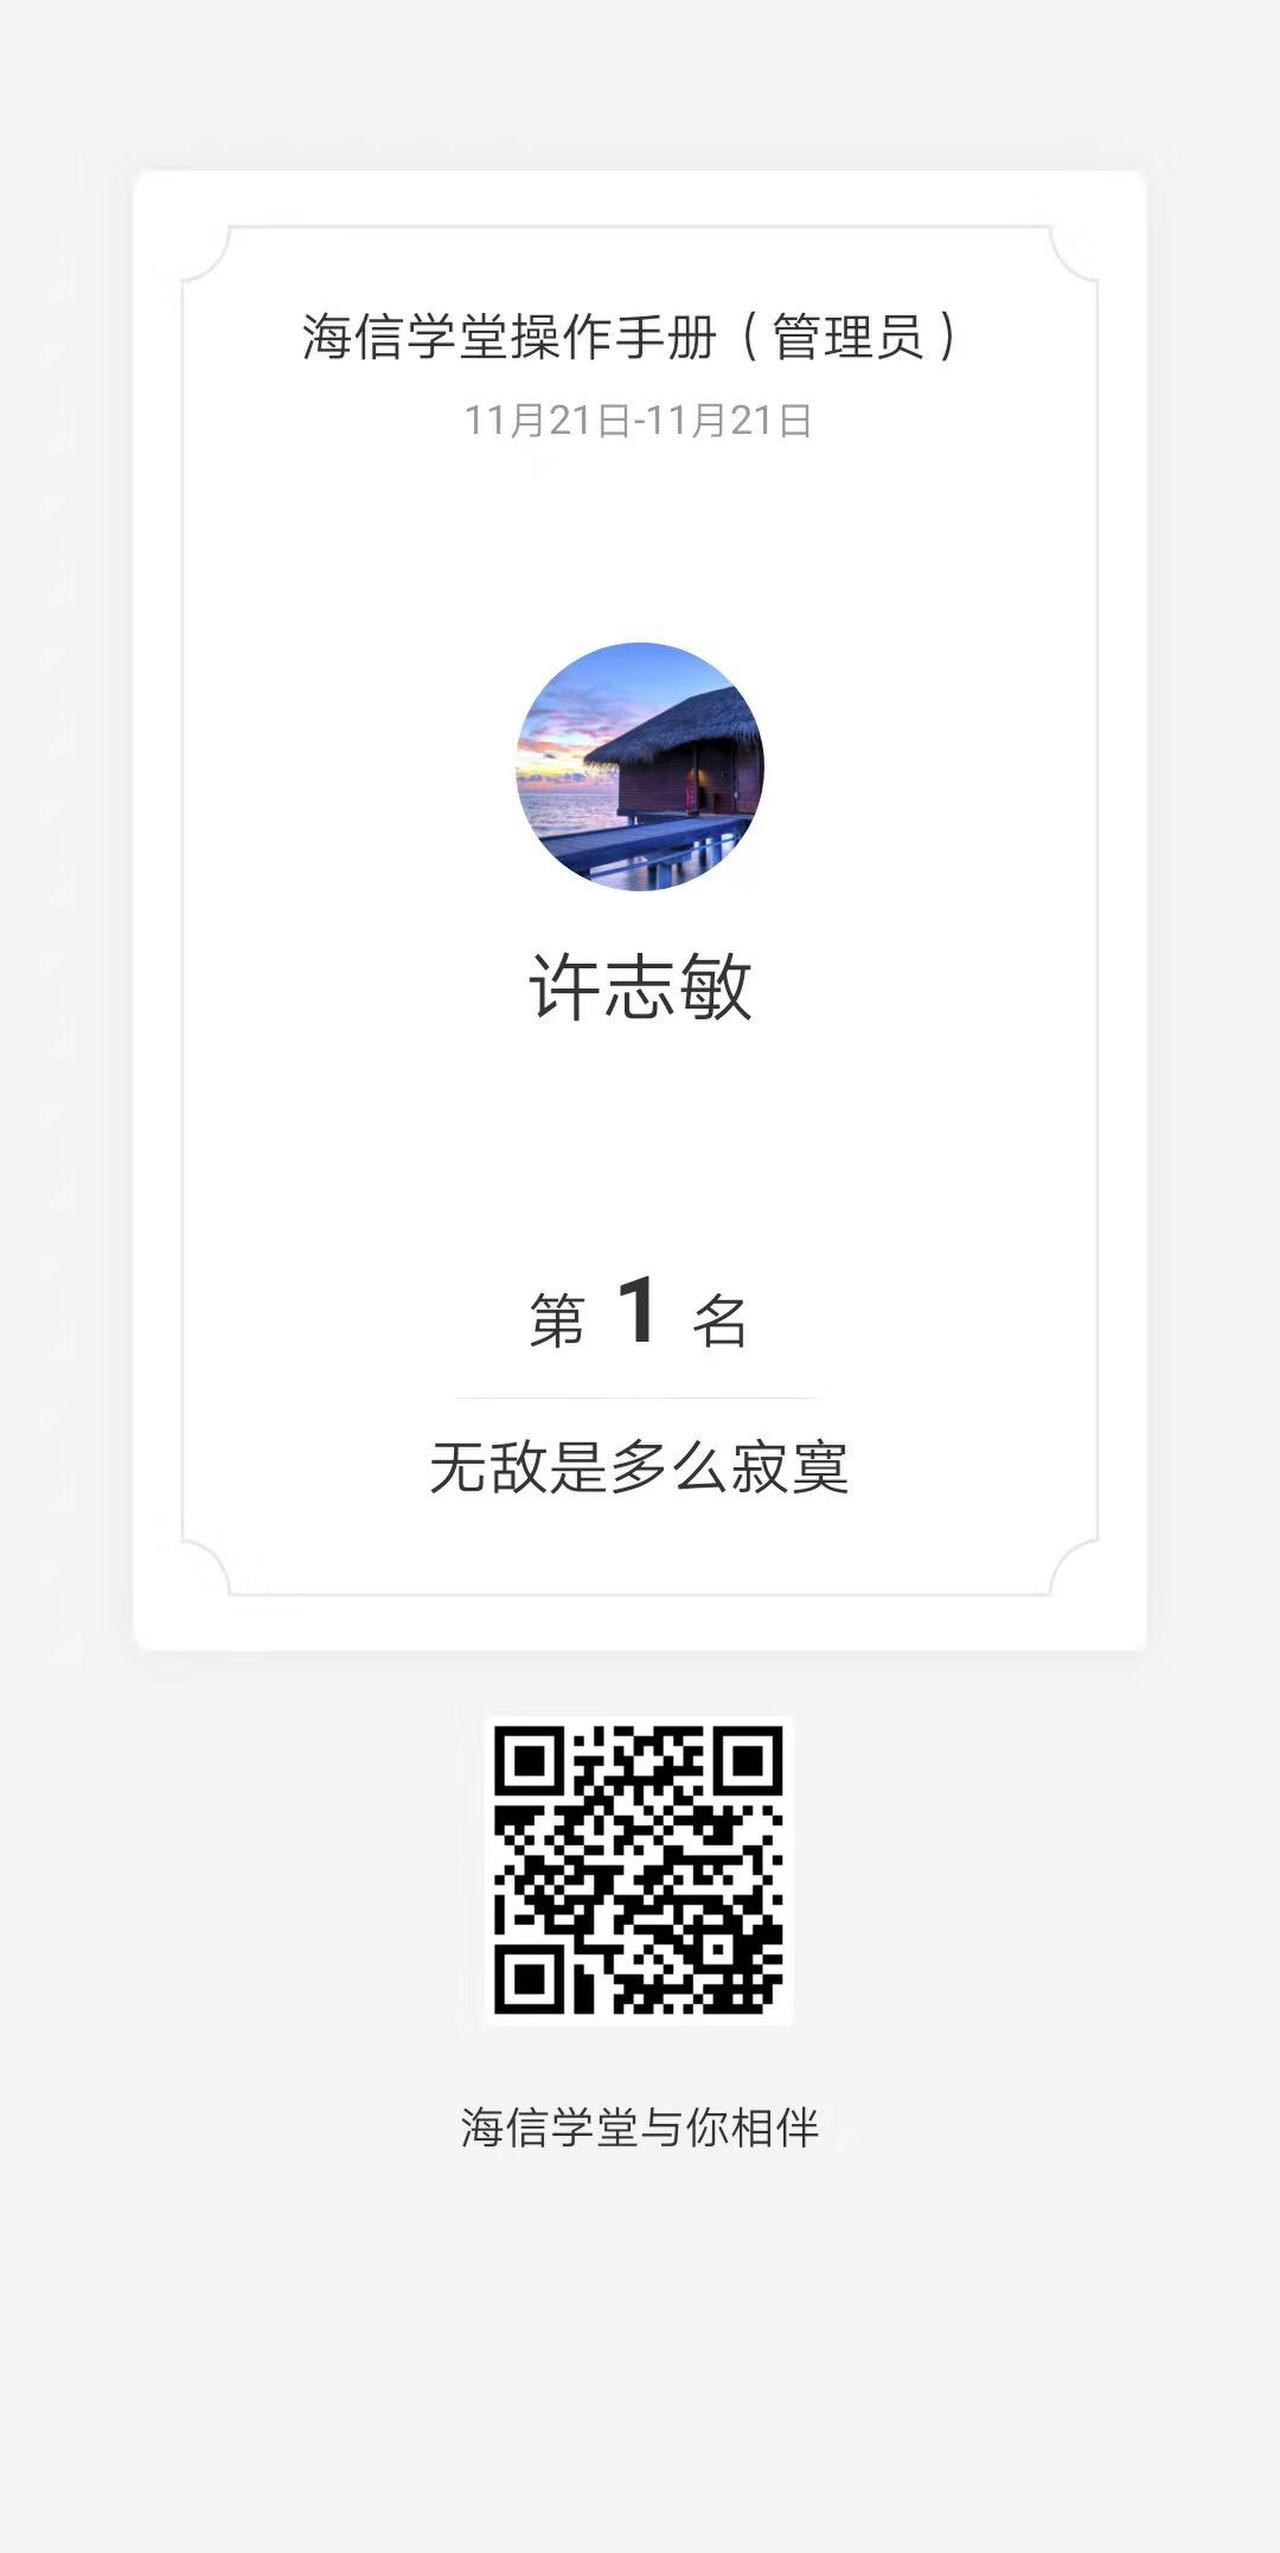 海信学堂操作手册（管理员）
11月21日-11月21日
许志敏
第 1 名
无敌是多么寂寞
海信学堂与你相伴